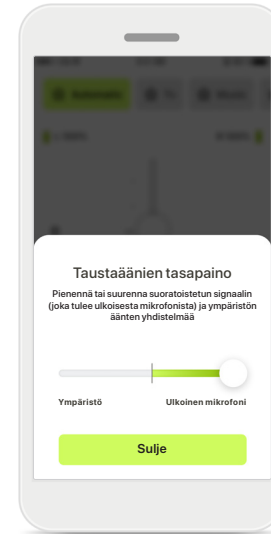 Taustaäänien tasapaino
Pienennä tai suurenna suoratoistetun signaalin
(joka tulee ulkoisesta mikrofonista) ja ympäristön
äänten yhdistelmää
Ympäristö
Ulkoinen mikrofoni
Sulje